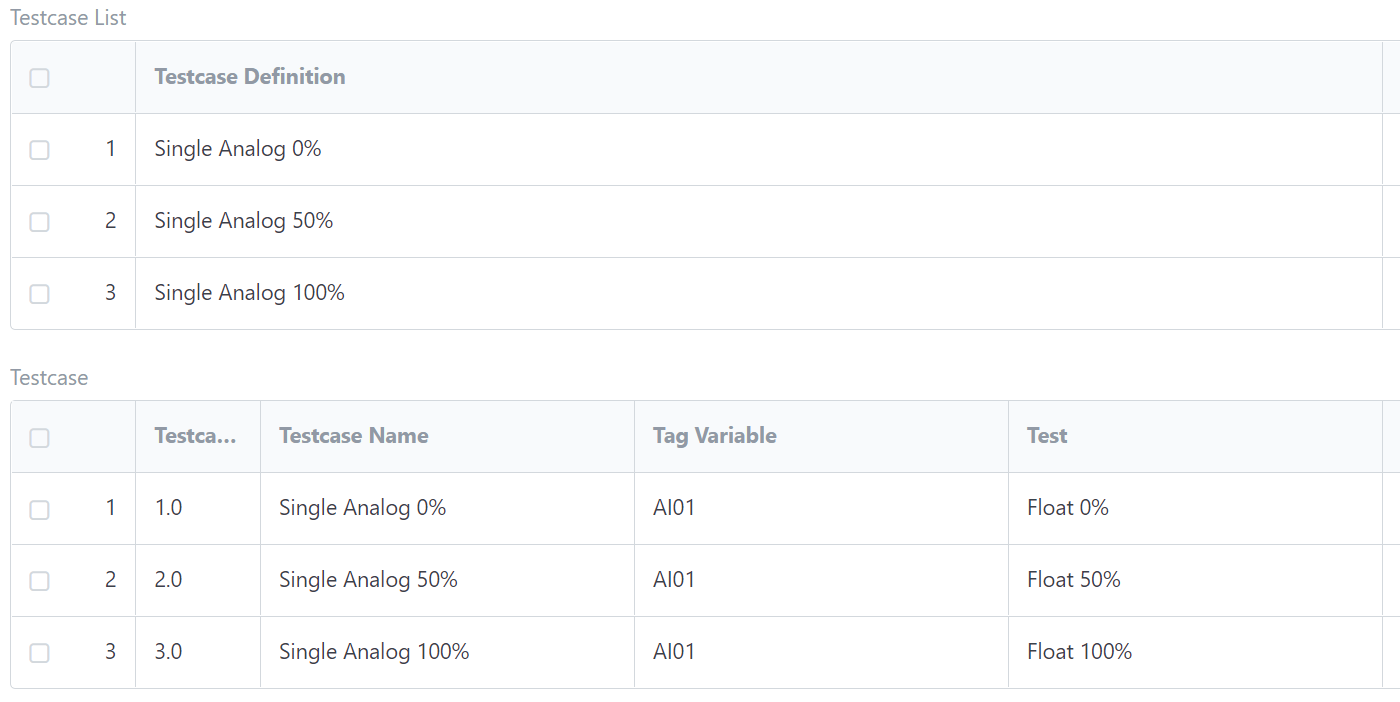 Testcase List
Testcase Definition
1 Single Analog 0%
2 Single Analog 50%
3 Single Analog 100%
Testcase
Testca... Testcase Name Tag Variable Test
1 1.0 Single Analog 0% AI01 Float 0%
2 2.0 Single Analog 50% AI01 Float 50%
3 3.0 Single Analog 100% AI01 Float 100%